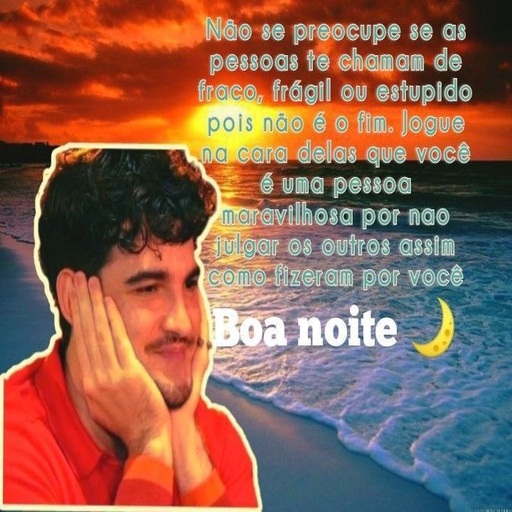 Não se preocupe se as
pessoas te chamam de
fraco, frágil ou estupido
pois não é o fim. Jogue
na cara delas que você
é uma pessoa
maravilhosa por nao
julgar os outros assim
como fizeram por você
Boa noite 🌙